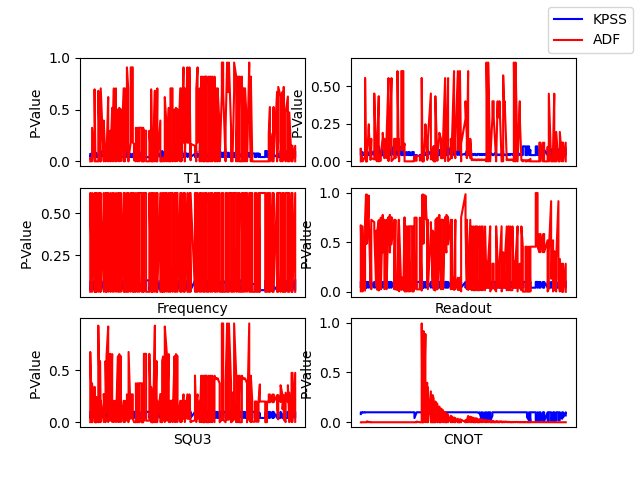 KPSS
ADF
1.0
0.5
0.0
P-Value
T1
0.50
0.25
0.00
P-Value
T2
0.50
0.25
P-Value
Frequency
1.0
0.5
0.0
P-Value
Readout
0.5
0.0
P-Value
SQU3
1.0
0.5
0.0
P-Value
CNOT